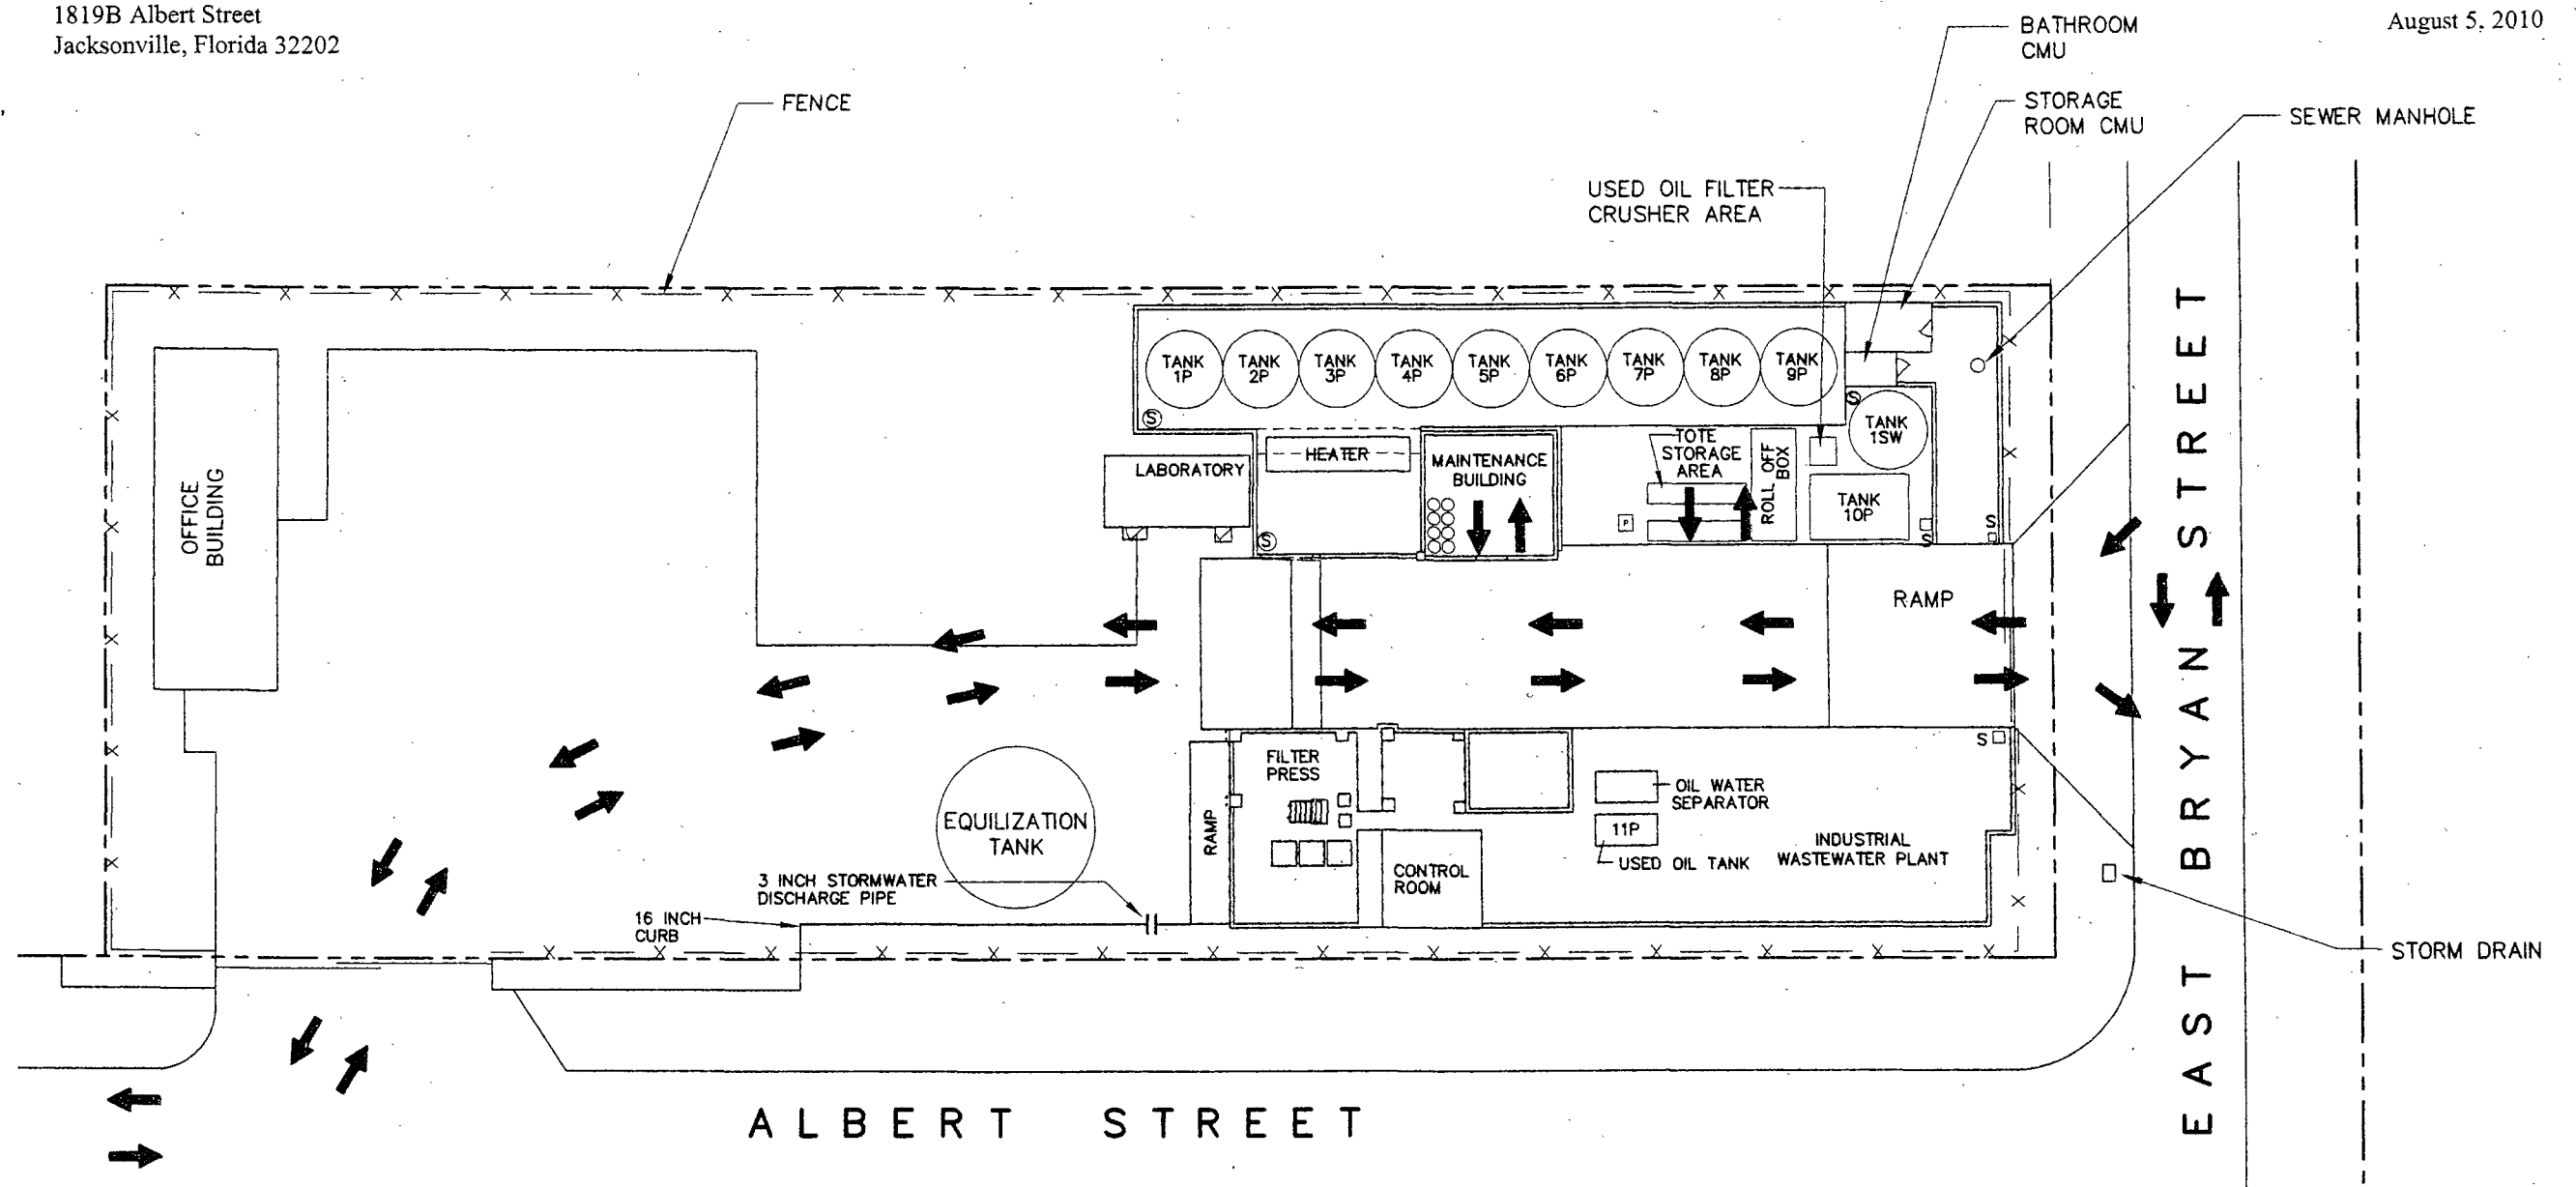 1819B Albert Street
Jacksonville, Florida 32202
August 5, 2010
BATHROOM
CMU
FENCE
STORAGE
ROOM CMU
SEWER MANHOLE
USED OIL FILTER
CRUSHER AREA
TANK
1P
TANK
2P
TANK
3P
TANK
4P
TANK
5P
TANK
6P
TANK
7P
TANK
8P
TANK
9P
S
S
TANK
1SW
HEATER
LABORATORY
MAINTENANCE
BUILDING
TOTE
STORAGE
AREA
ROLL OFF
BOX
TANK
10P
P
S
S
S
OFFICE
BUILDING
RAMP
EAST BRYAN STREET
FILTER
PRESS
S
OIL WATER
SEPARATOR
11P
USED OIL TANK
INDUSTRIAL
WASTEWATER PLANT
RAMP
EQUILIZATION
TANK
CONTROL
ROOM
3 INCH STORMWATER
DISCHARGE PIPE
16 INCH
CURB
STORM DRAIN
ALBERT STREET